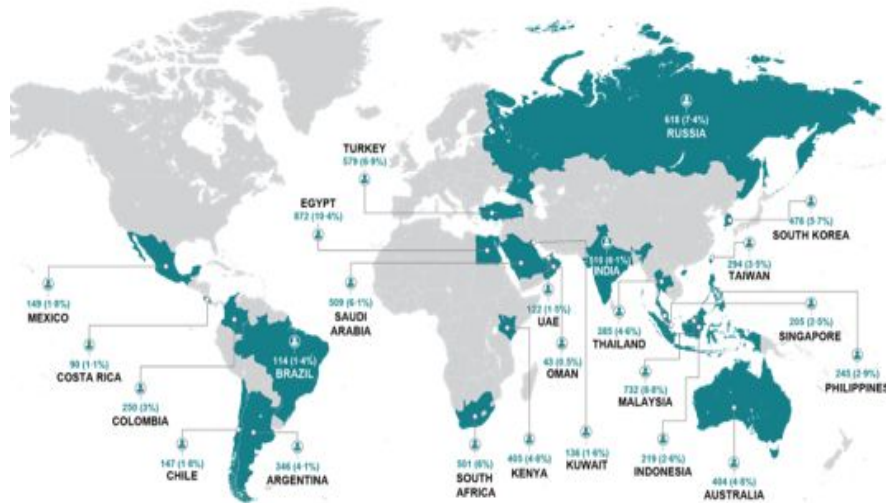 618 (7·4%)
RUSSIA
TURKEY
579 (6·9%)
EGYPT
872 (10·4%)
476 (5·7%)
SOUTH KOREA
510 (6·1%)
INDIA
294 (3·5%)
TAIWAN
149 (1·8%)
MEXICO
509 (6·1%)
SAUDI
ARABIA
122 (1·5%)
UAE
385 (4·6%)
THAILAND
205 (2·5%)
SINGAPORE
90 (1·1%)
COSTA RICA
114 (1·4%)
BRAZIL
43 (0.5%)
OMAN
732 (8·8%)
MALAYSIA
245 (2·9%)
PHILIPPINES
250 (3%)
COLOMBIA
147 (1·8%)
CHILE
346 (4·1%)
ARGENTINA
501 (6%)
SOUTH
AFRICA
405 (4·8%)
KENYA
136 (1·6%)
KUWAIT
219 (2·6%)
INDONESIA
404 (4·8%)
AUSTRALIA